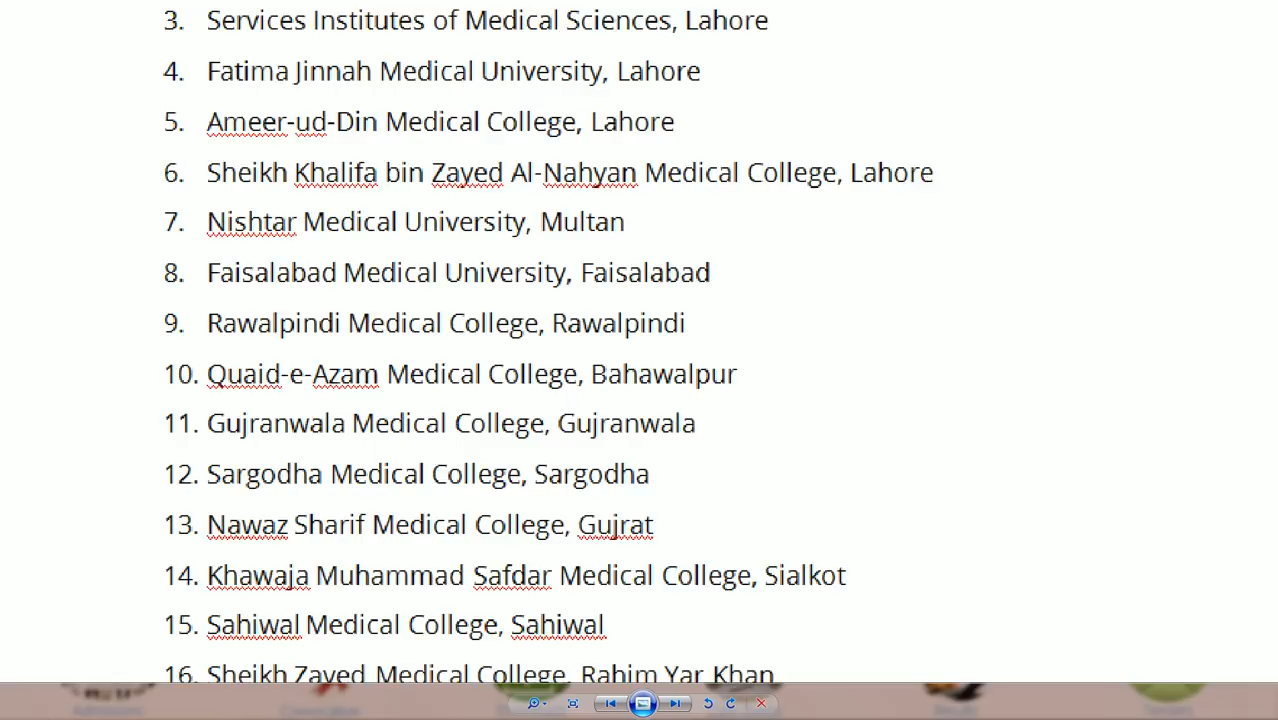 3. Services Institutes of Medical Sciences, Lahore
4. Fatima Jinnah Medical University, Lahore
5. Ameer-ud-Din Medical College, Lahore
6. Sheikh Khalifa bin Zayed Al-Nahyan Medical College, Lahore
7. Nishtar Medical University, Multan
8. Faisalabad Medical University, Faisalabad
9. Rawalpindi Medical College, Rawalpindi
10. Quaid-e-Azam Medical College, Bahawalpur
11. Gujranwala Medical College, Gujranwala
12. Sargodha Medical College, Sargodha
13. Nawaz Sharif Medical College, Gujrat
14. Khawaja Muhammad Safdar Medical College, Sialkot
15. Sahiwal Medical College, Sahiwal
16. Sheikh Zayed Medical College, Rahim Yar Khan